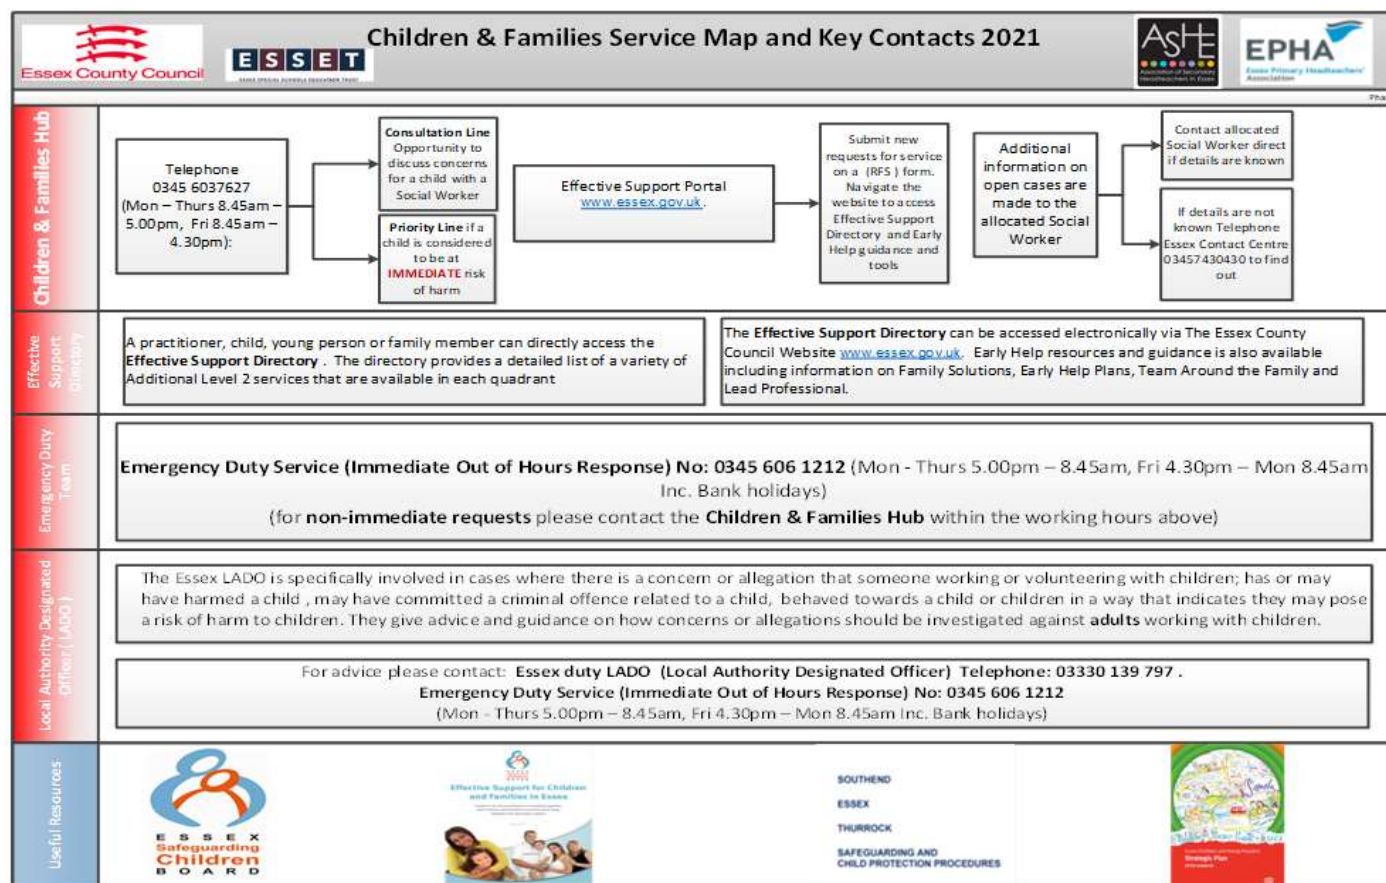 Children & Families Service Map and Key Contacts 2021
Essex County Council
ESSET
ASHE
Association of Secondary
Headteachers in Essex
EPHA
Essex Primary Headteachers'
Association
Children & Families Hub
Telephone
0345 6037627
(Mon – Thurs 8.45am –
5.00pm, Fri 8.45am –
4.30pm):
Consultation Line
Opportunity to
discuss concerns
for a child with a
Social Worker
Priority Line if a
child is considered
to be at
IMMEDIATE risk
of harm
Effective Support Portal
www.essex.gov.uk.
Submit new
requests for service
on a (RFS ) form.
Navigate the
website to access
Effective Support
Directory and Early
Help guidance and
tools
Additional
information on
open cases are
made to the
allocated Social
Worker
Contact allocated
Social Worker direct
if details are known
If details are not
known Telephone
Essex Contact Centre
03457430430 to find
out
Effective
Support
Directory
A practitioner, child, young person or family member can directly access the
Effective Support Directory . The directory provides a detailed list of a variety of
Additional Level 2 services that are available in each quadrant
The Effective Support Directory can be accessed electronically via The Essex County
Council Website www.essex.gov.uk. Early Help resources and guidance is also available
including information on Family Solutions, Early Help Plans, Team Around the Family and
Lead Professional.
Emergency Duty
Team
Emergency Duty Service (Immediate Out of Hours Response) No: 0345 606 1212 (Mon - Thurs 5.00pm – 8.45am, Fri 4.30pm – Mon 8.45am
Inc. Bank holidays)
(for non-immediate requests please contact the Children & Families Hub within the working hours above)
Local Authority Designated
Officer ( LADO )
The Essex LADO is specifically involved in cases where there is a concern or allegation that someone working or volunteering with children; has or may
have harmed a child , may have committed a criminal offence related to a child, behaved towards a child or children in a way that indicates they may pose
a risk of harm to children. They give advice and guidance on how concerns or allegations should be investigated against adults working with children.
For advice please contact: Essex duty LADO (Local Authority Designated Officer) Telephone: 03330 139 797 .
Emergency Duty Service (Immediate Out of Hours Response) No: 0345 606 1212
(Mon - Thurs 5.00pm – 8.45am, Fri 4.30pm – Mon 8.45am Inc. Bank holidays)
Useful Resources
ESSEX
Safeguarding
Children
BOARD
Effective Support for Children
and Families in Essex
SOUTHEND
ESSEX
THURROCK
SAFEGUARDING AND
CHILD PROTECTION PROCEDURES
Strategic Plan